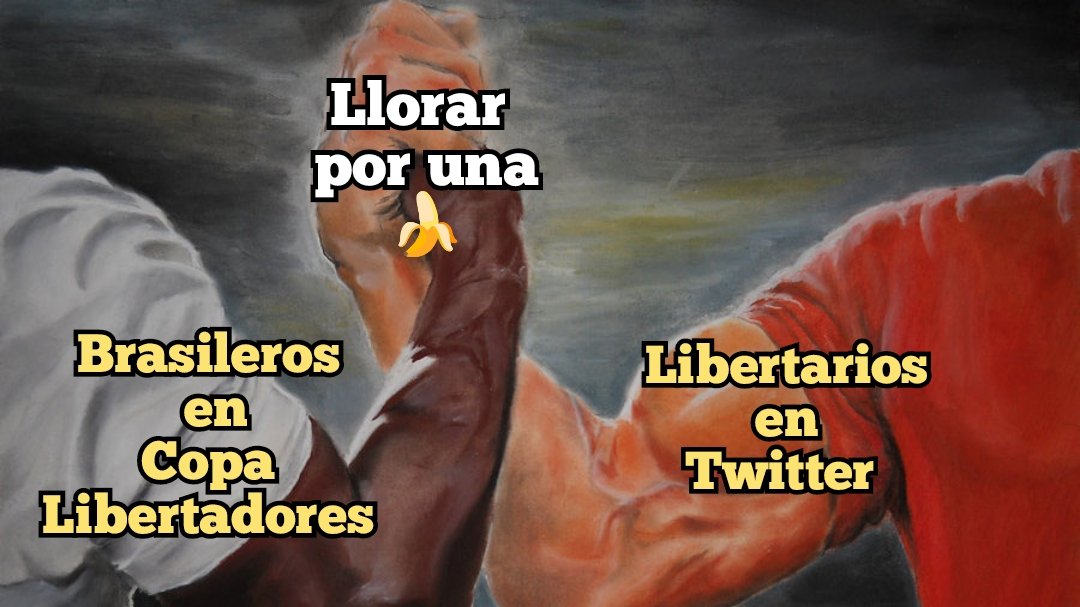 Llorar
por una
🍌
Brasileros
en
Copa
Libertadores
Libertarios
en
Twitter